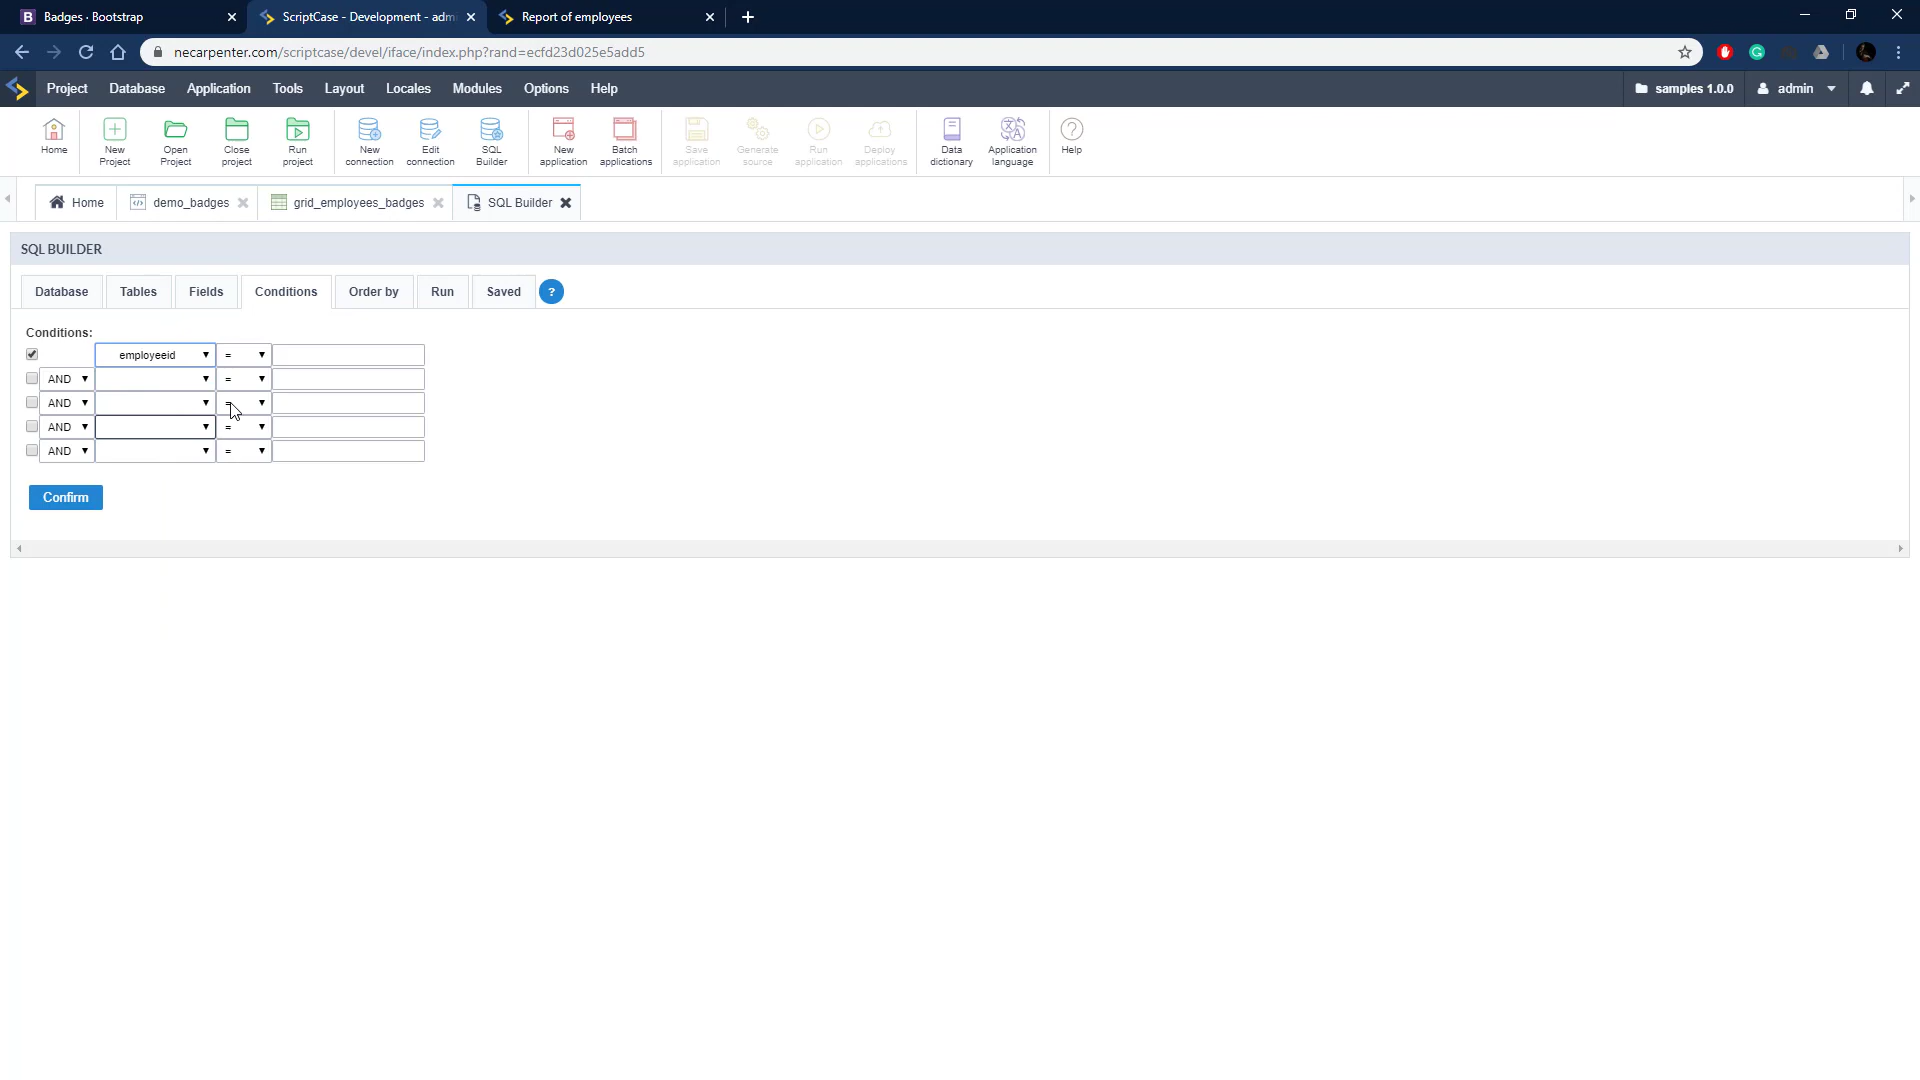 B Badges · Bootstrap
ScriptCase - Development - adm
Report of employees
necarpenter.com/scriptcase/devel/iface/index.php?rand=ecfd23d025e5add5
Project Database Application Tools Layout Locales Modules Options Help samples 1.0.0 admin
Home
New Project
Open Project
Close project
Run project
New connection
Edit connection
SQL Builder
New application
Batch applications
Save application
Generate source
Run application
Deploy applications
Data dictionary
Application language
Help
Home demo_badges grid_employees_badges SQL Builder
SQL BUILDER
Database Tables Fields Conditions Order by Run Saved ?
Conditions:
employeeid =
AND =
AND =
AND =
AND =
Confirm